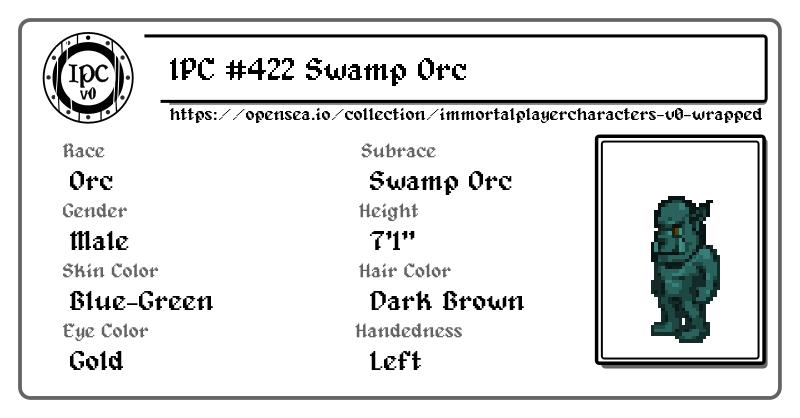 IPC
v0
IPC #422 Swamp Orc
https://opensea.io/collection/immortalplayercharacters-v0-wrapped
Race
Subrace
Orc
Swamp Orc
Gender
Height
Male
7'1"
Skin Color
Hair Color
Blue-Green
Dark Brown
Eye Color
Handedness
Gold
Left